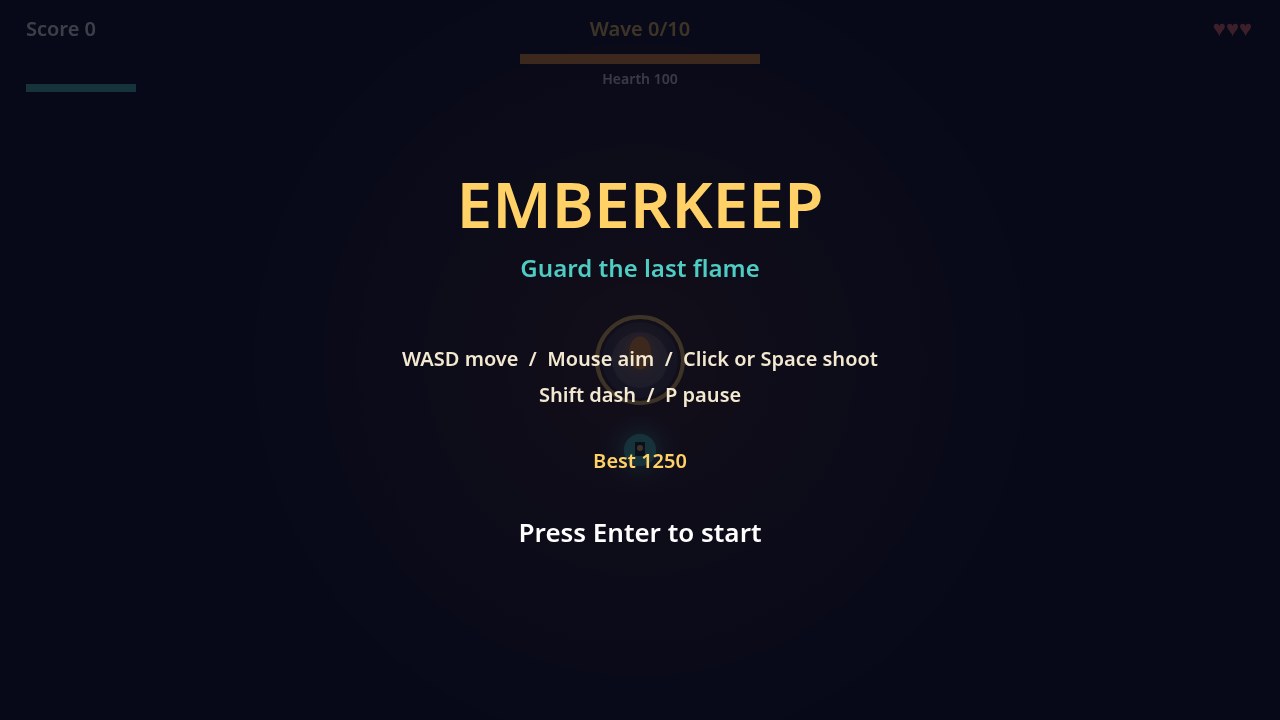 Score 0
Wave 0/10
♥♥♥
Hearth 100
EMBERKEEP
Guard the last flame
WASD move / Mouse aim / Click or Space shoot
Shift dash / P pause
Best 1250
Press Enter to start